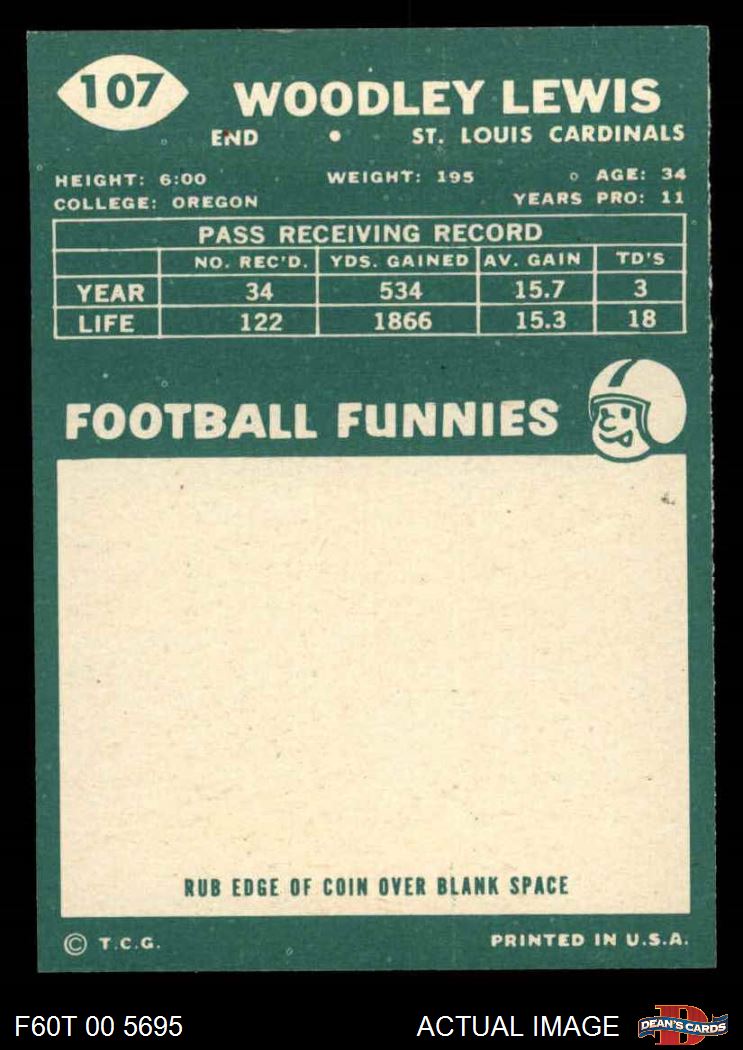 107
WOODLEY LEWIS
END • ST. LOUIS CARDINALS
HEIGHT: 6:00 WEIGHT: 195 AGE: 34
COLLEGE: OREGON YEARS PRO: 11
PASS RECEIVING RECORD
NO. REC'D. YDS. GAINED AV. GAIN TD'S
YEAR 34 534 15.7 3
LIFE 122 1866 15.3 18
FOOTBALL FUNNIES
RUB EDGE OF COIN OVER BLANK SPACE
© T.C.G. PRINTED IN U.S.A.
F60T 00 5695 ACTUAL IMAGE DEAN'S CARDS